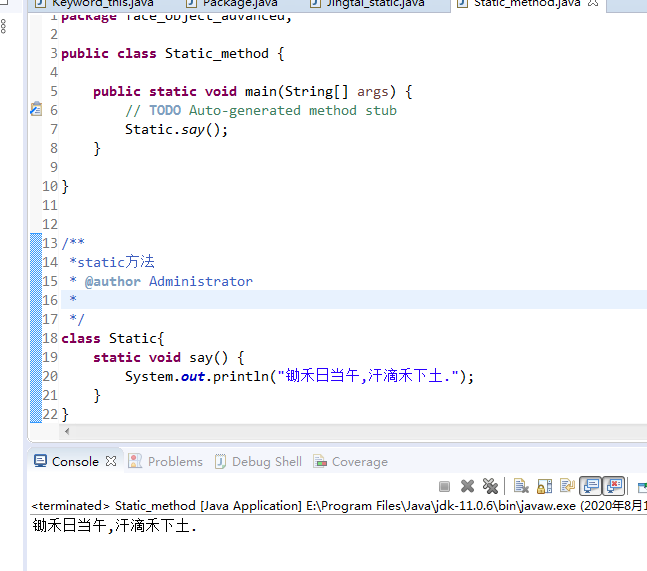 Keyword_this.java Package.java Jingtai_static.java Static_method.java
1 package face_object_advanced;
2
3 public class Static_method {
4
5 public static void main(String[] args) {
6 // TODO Auto-generated method stub
7 Static.say();
8 }
9
10 }
11
12
13 /**
14 *static方法
15 * @author Administrator
16 *
17 */
18 class Static{
19 static void say() {
20 System.out.println("锄禾日当午,汗滴禾下土.");
21 }
22 }
Console Problems Debug Shell Coverage
<terminated> Static_method [Java Application] E:\Program Files\Java\jdk-11.0.6\bin\javaw.exe (2020年8月1
锄禾日当午,汗滴禾下土.